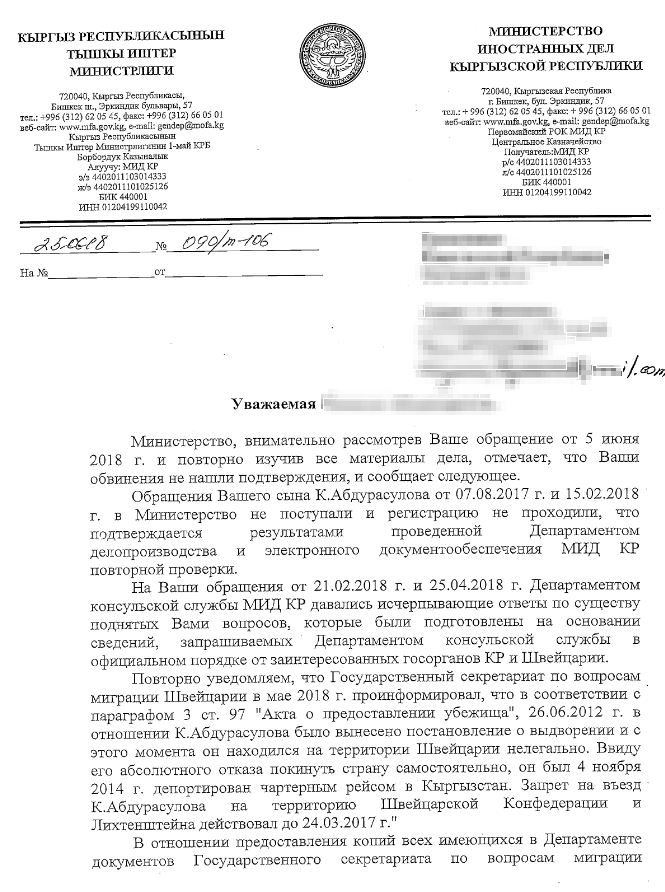 КЫРГЫЗ РЕСПУБЛИКАСЫНЫН
ТЫШКЫ ИШТЕР
МИНИСТРЛИГИ
720040, Кыргыз Республикасы,
Бишкек ш., Эркиндик бульвары, 57
тел.: +996 (312) 62 05 45, факс: +996 (312) 66 05 01
веб-сайт: www.mfa.gov.kg, e-mail: gendep@mofa.kg
Кыргыз Республикасынын
Тышкы Иштер Министрлигинин 1-май КРБ
Борбордук Казыналык
Алуучу: МИД КР
э/э 4402011103014333
ж/э 4402011101025126
БИК 440001
ИНН 01204199110042
МИНИСТЕРСТВО
ИНОСТРАННЫХ ДЕЛ
КЫРГЫЗСКОЙ РЕСПУБЛИКИ
720040, Кыргызская Республика
г. Бишкек, бул. Эркиндик, 57
тел.: + 996 (312) 62 05 45, факс: + 996 (312) 66 05 01
веб-сайт: www.mfa.gov.kg, e-mail: gendep@mofa.kg
Первомайский РОК МИД КР
Центральное Казначейство
Получатель:МИД КР
р/с 4402011103014333
л/с 4402011101025126
БИК 440001
ИНН 01204199110042
25.06.18 № 090/т-106
На № от
il.com
Уважаемая
Министерство, внимательно рассмотрев Ваше обращение от 5 июня
2018 г. и повторно изучив все материалы дела, отмечает, что Ваши
обвинения не нашли подтверждения, и сообщает следующее.
Обращения Вашего сына К.Абдурасулова от 07.08.2017 г. и 15.02.2018
г. в Министерство не поступали и регистрацию не проходили, что
подтверждается результатами проведенной Департаментом
делопроизводства и электронного документообеспечения МИД КР
повторной проверки.
На Ваши обращения от 21.02.2018 г. и 25.04.2018 г. Департаментом
консульской службы МИД КР давались исчерпывающие ответы по существу
поднятых Вами вопросов, которые были подготовлены на основании
сведений, запрашиваемых Департаментом консульской службы в
официальном порядке от заинтересованных госорганов КР и Швейцарии.
Повторно уведомляем, что Государственный секретариат по вопросам
миграции Швейцарии в мае 2018 г. проинформировал, что в соответствии с
параграфом 3 ст. 97 "Акта о предоставлении убежища", 26.06.2012 г. в
отношении К.Абдурасулова было вынесено постановление о выдворении и с
этого момента он находился на территории Швейцарии нелегально. Ввиду
его абсолютного отказа покинуть страну самостоятельно, он был 4 ноября
2014 г. депортирован чартерным рейсом в Кыргызстан. Запрет на въезд
К.Абдурасулова на территорию Швейцарской Конфедерации и
Лихтенштейна действовал до 24.03.2017 г."
В отношении предоставления копий всех имеющихся в Департаменте
документов Государственного секретариата по вопросам миграции